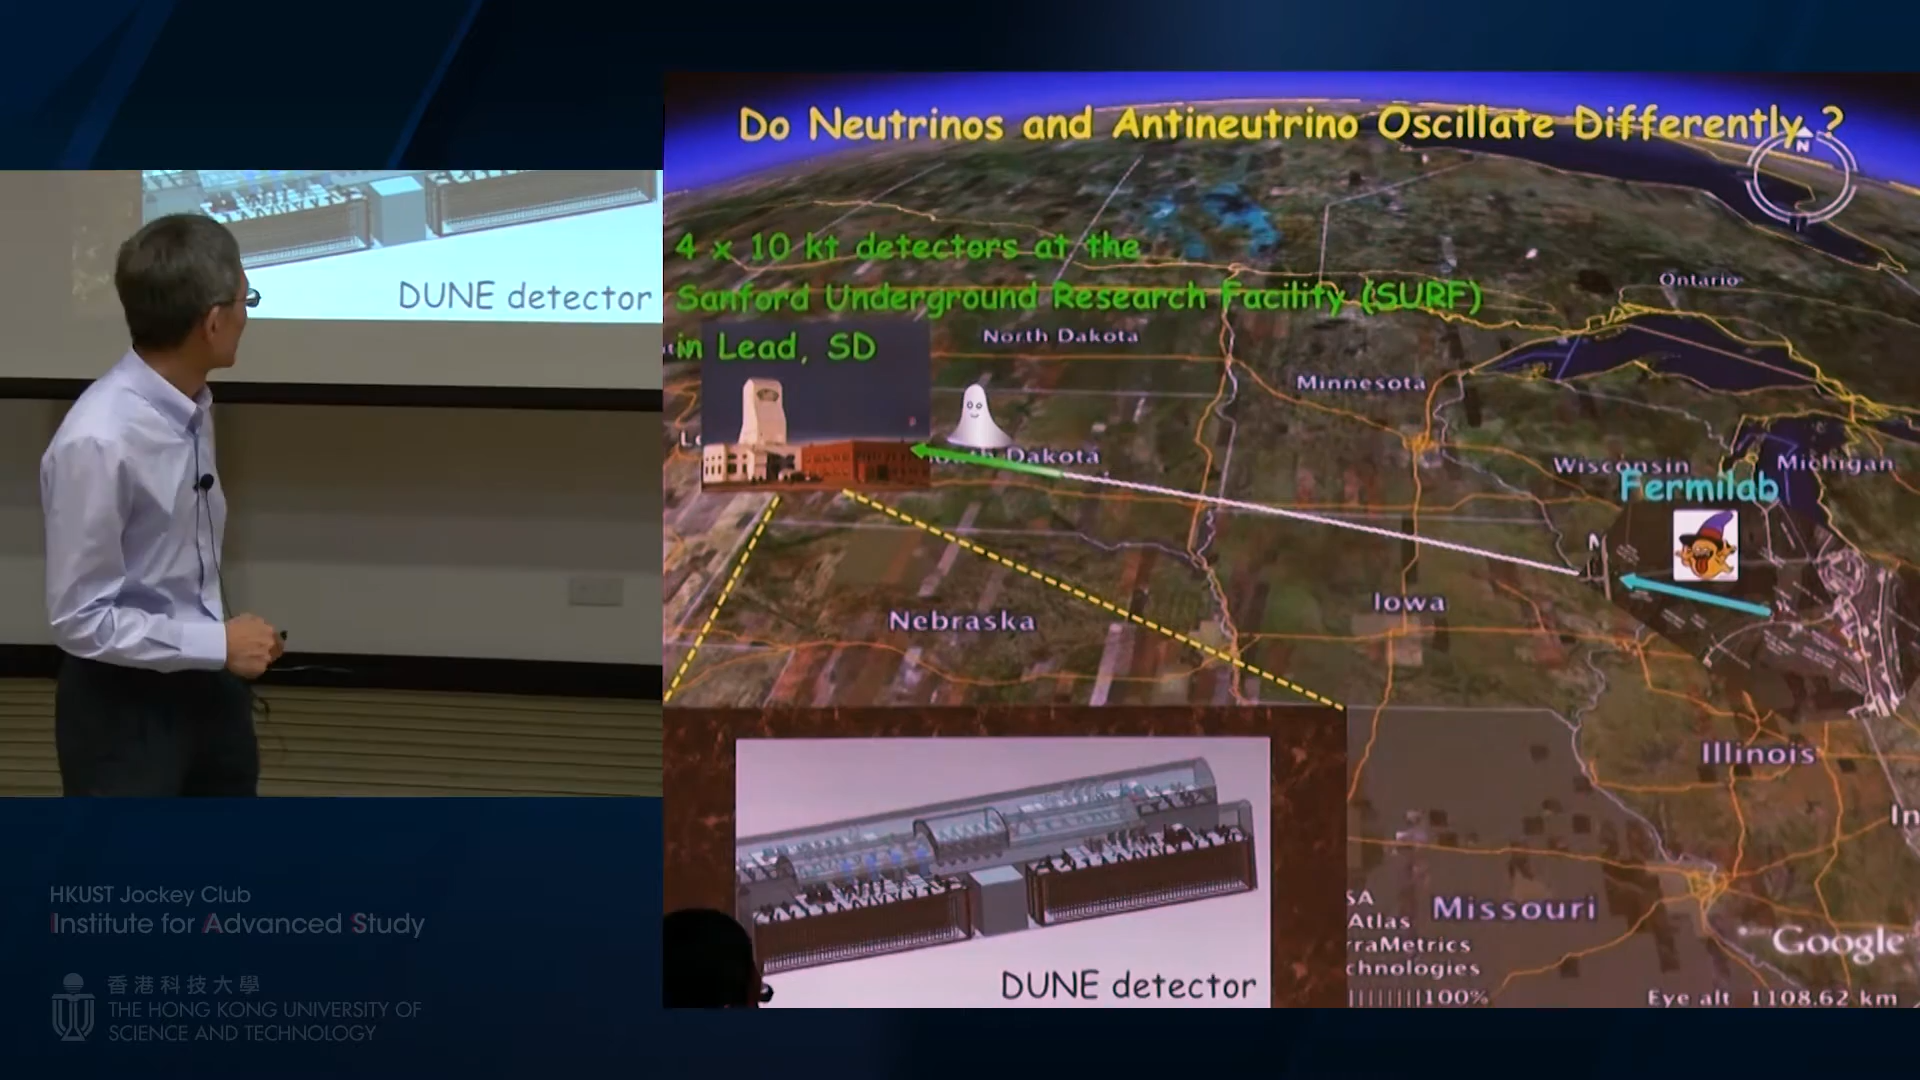 Do Neutrinos and Antineutrino Oscillate Differently ?
N
4 x 10 kt detectors at the
Sanford Underground Research Facility (SURF)
in Lead, SD
Ontario
North Dakota
Minnesota
South Dakota
Wisconsin
Michigan
Fermilab
Nebraska
Iowa
Illinois
Missouri
Atlas
100%
Google
Eye alt 1108.62 km
DUNE detector
DUNE detector
HKUST Jockey Club
Institute for Advanced Study
香港科技大學
THE HONG KONG UNIVERSITY OF
SCIENCE AND TECHNOLOGY